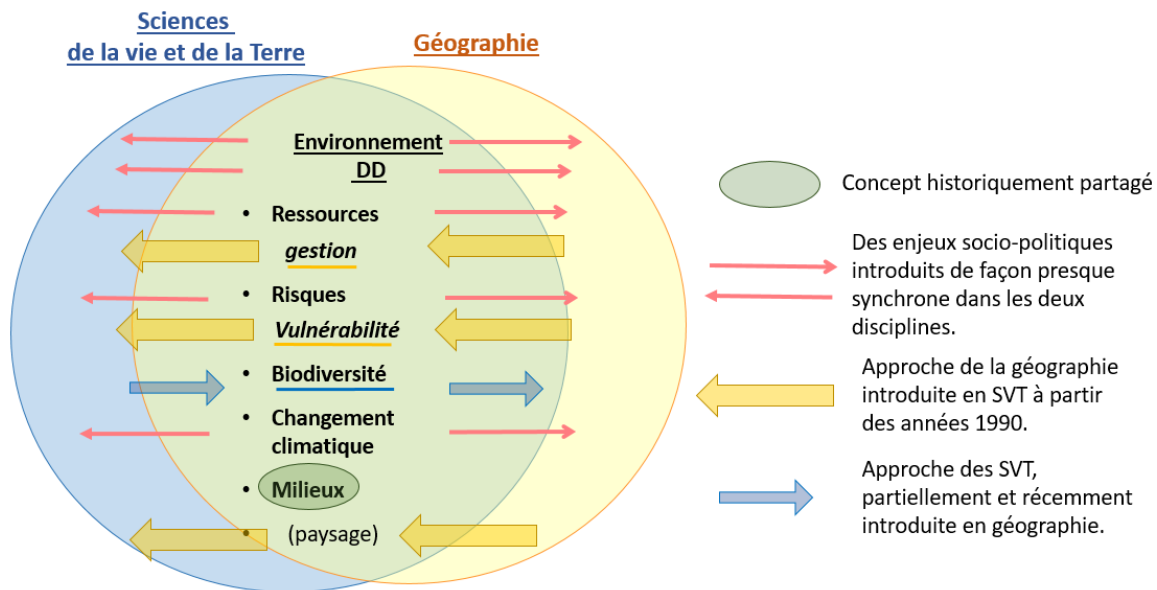 Sciences
de la vie et de la Terre
Géographie
Environnement
DD
• Ressources
gestion
• Risques
Vulnérabilité
• Biodiversité
• Changement
climatique
• Milieux
• (paysage)
Concept historiquement partagé
Des enjeux socio-politiques
introduits de façon presque
synchrone dans les deux
disciplines.
Approche de la géographie
introduite en SVT à partir
des années 1990.
Approche des SVT,
partiellement et récemment
introduite en géographie.